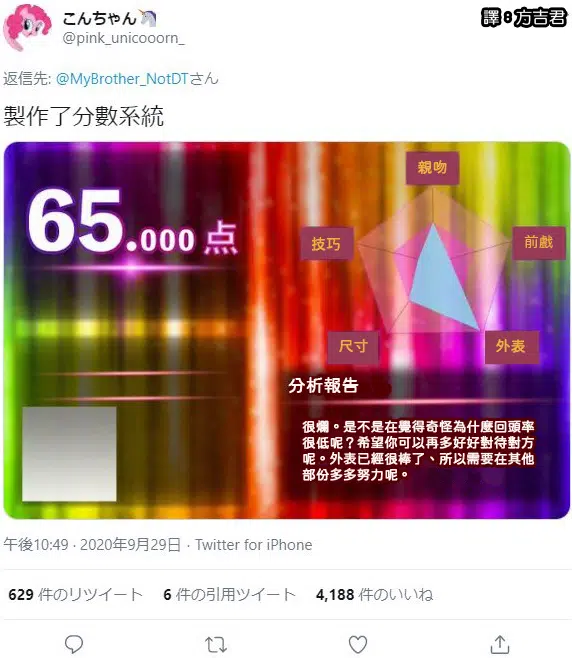 こんちゃん🦄
譯8方吉君
@pink_unicooorn_
返信先: @MyBrother_NotDTさん
製作了分數系統
65.000 点
親吻
技巧
前戲
尺寸
外表
分析報告
很爛。是不是在覺得奇怪為什麼回頭率
很低呢？希望你可以再多好好對待對方
呢。外表已經很棒了、所以需要在其他
部份多多努力呢。
午後10:49 · 2020年9月29日 · Twitter for iPhone
629 件のリツイート 6 件の引用ツイート 4,188 件のいいね